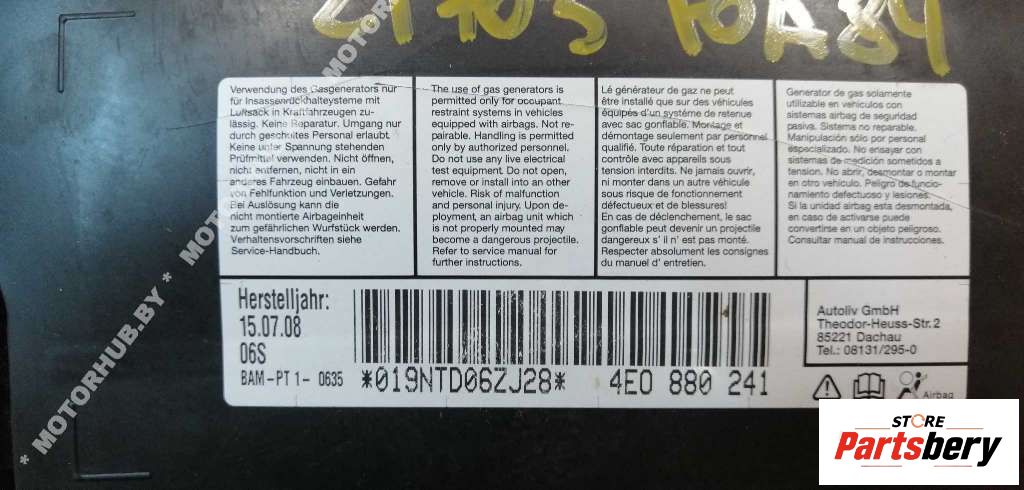 Verwendung des Gasgenerators nur
für Insassenrückhaltesysteme mit
Luftsack in Kraftfahrzeugen zu-
lässig. Keine Reparatur. Umgang nur
durch geschultes Personal erlaubt.
Keine unter Spannung stehenden
Prüfmittel verwenden. Nicht öffnen,
nicht entfernen, nicht in ein
anderes Fahrzeug einbauen. Gefahr
von Fehlfunktion und Verletzungen.
Bei Auslösung kann die
nicht montierte Airbageinheit
zum gefährlichen Wurfstück werden.
Verhaltensvorschriften siehe
Service-Handbuch.
The use of gas generators is
permitted only for occupant
restraint systems in vehicles
equipped with airbags. Not re-
pairable. Handling is permitted
only by authorized personnel.
Do not use any live electrical
test equipment. Do not open,
remove or install into an other
vehicle. Risk of malfunction
and personal injury. Upon de-
ployment, an airbag unit which
is not properly mounted may
become a dangerous projectile.
Refer to service manual for
further instructions.
Lé générateur de gaz ne peut
être installé que sur des véhicules
équipés d'un système de retenue
avec sac gonflable. Montage et
démontage seulement par personnel
qualifié. Toute réparation et tout
contrôle avec appareils sous
tension interdits. Ne jamais ouvrir,
ni monter dans un autre véhicule
sous risque de fonctionnement
défectueux et de blessures!
En cas de déclenchement, le sac
gonflable peut devenir un projectile
dangereux s' il n' est pas monté.
Respecter absolument les consignes
du manuel d' entretien.
Generator de gas solamente
utilizable en vehiculos con
sistemas airbag de seguridad
pasiva. Sistema no reparable.
Manipulación sólo por personal
especializado. No ensayar con
sistemas de medición sometidos a
tension. No abrir, desmontar o montar
en otro vehiculo. Peligro de funcio-
namiento defectuoso y lesiones.
Si la unidad airbag esta desmontada,
en caso de activarse puede
convertirse en un objeto peligroso.
Consultar manual de instrucciones.
Herstelljahr:
15.07.08
06S
BAM-PT 1- 0635
*019NTD06ZJ28* 4E0 880 241
Autoliv GmbH
Theodor-Heuss-Str.2
85221 Dachau
Tel.: 08131/295-0
Airbag
* MOTORHUB.BY *
STORE
Partsbery